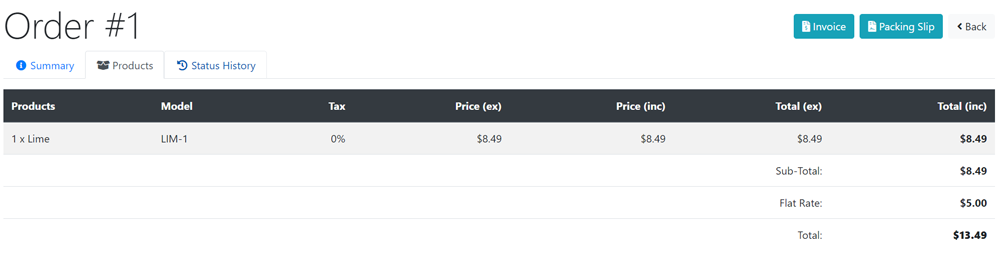 Order #1
Invoice
Packing Slip
Back
Summary
Products
Status History
Products Model Tax Price (ex) Price (inc) Total (ex) Total (inc)
1 x Lime LIM-1 0% $8.49 $8.49 $8.49 $8.49
Sub-Total: $8.49
Flat Rate: $5.00
Total: $13.49